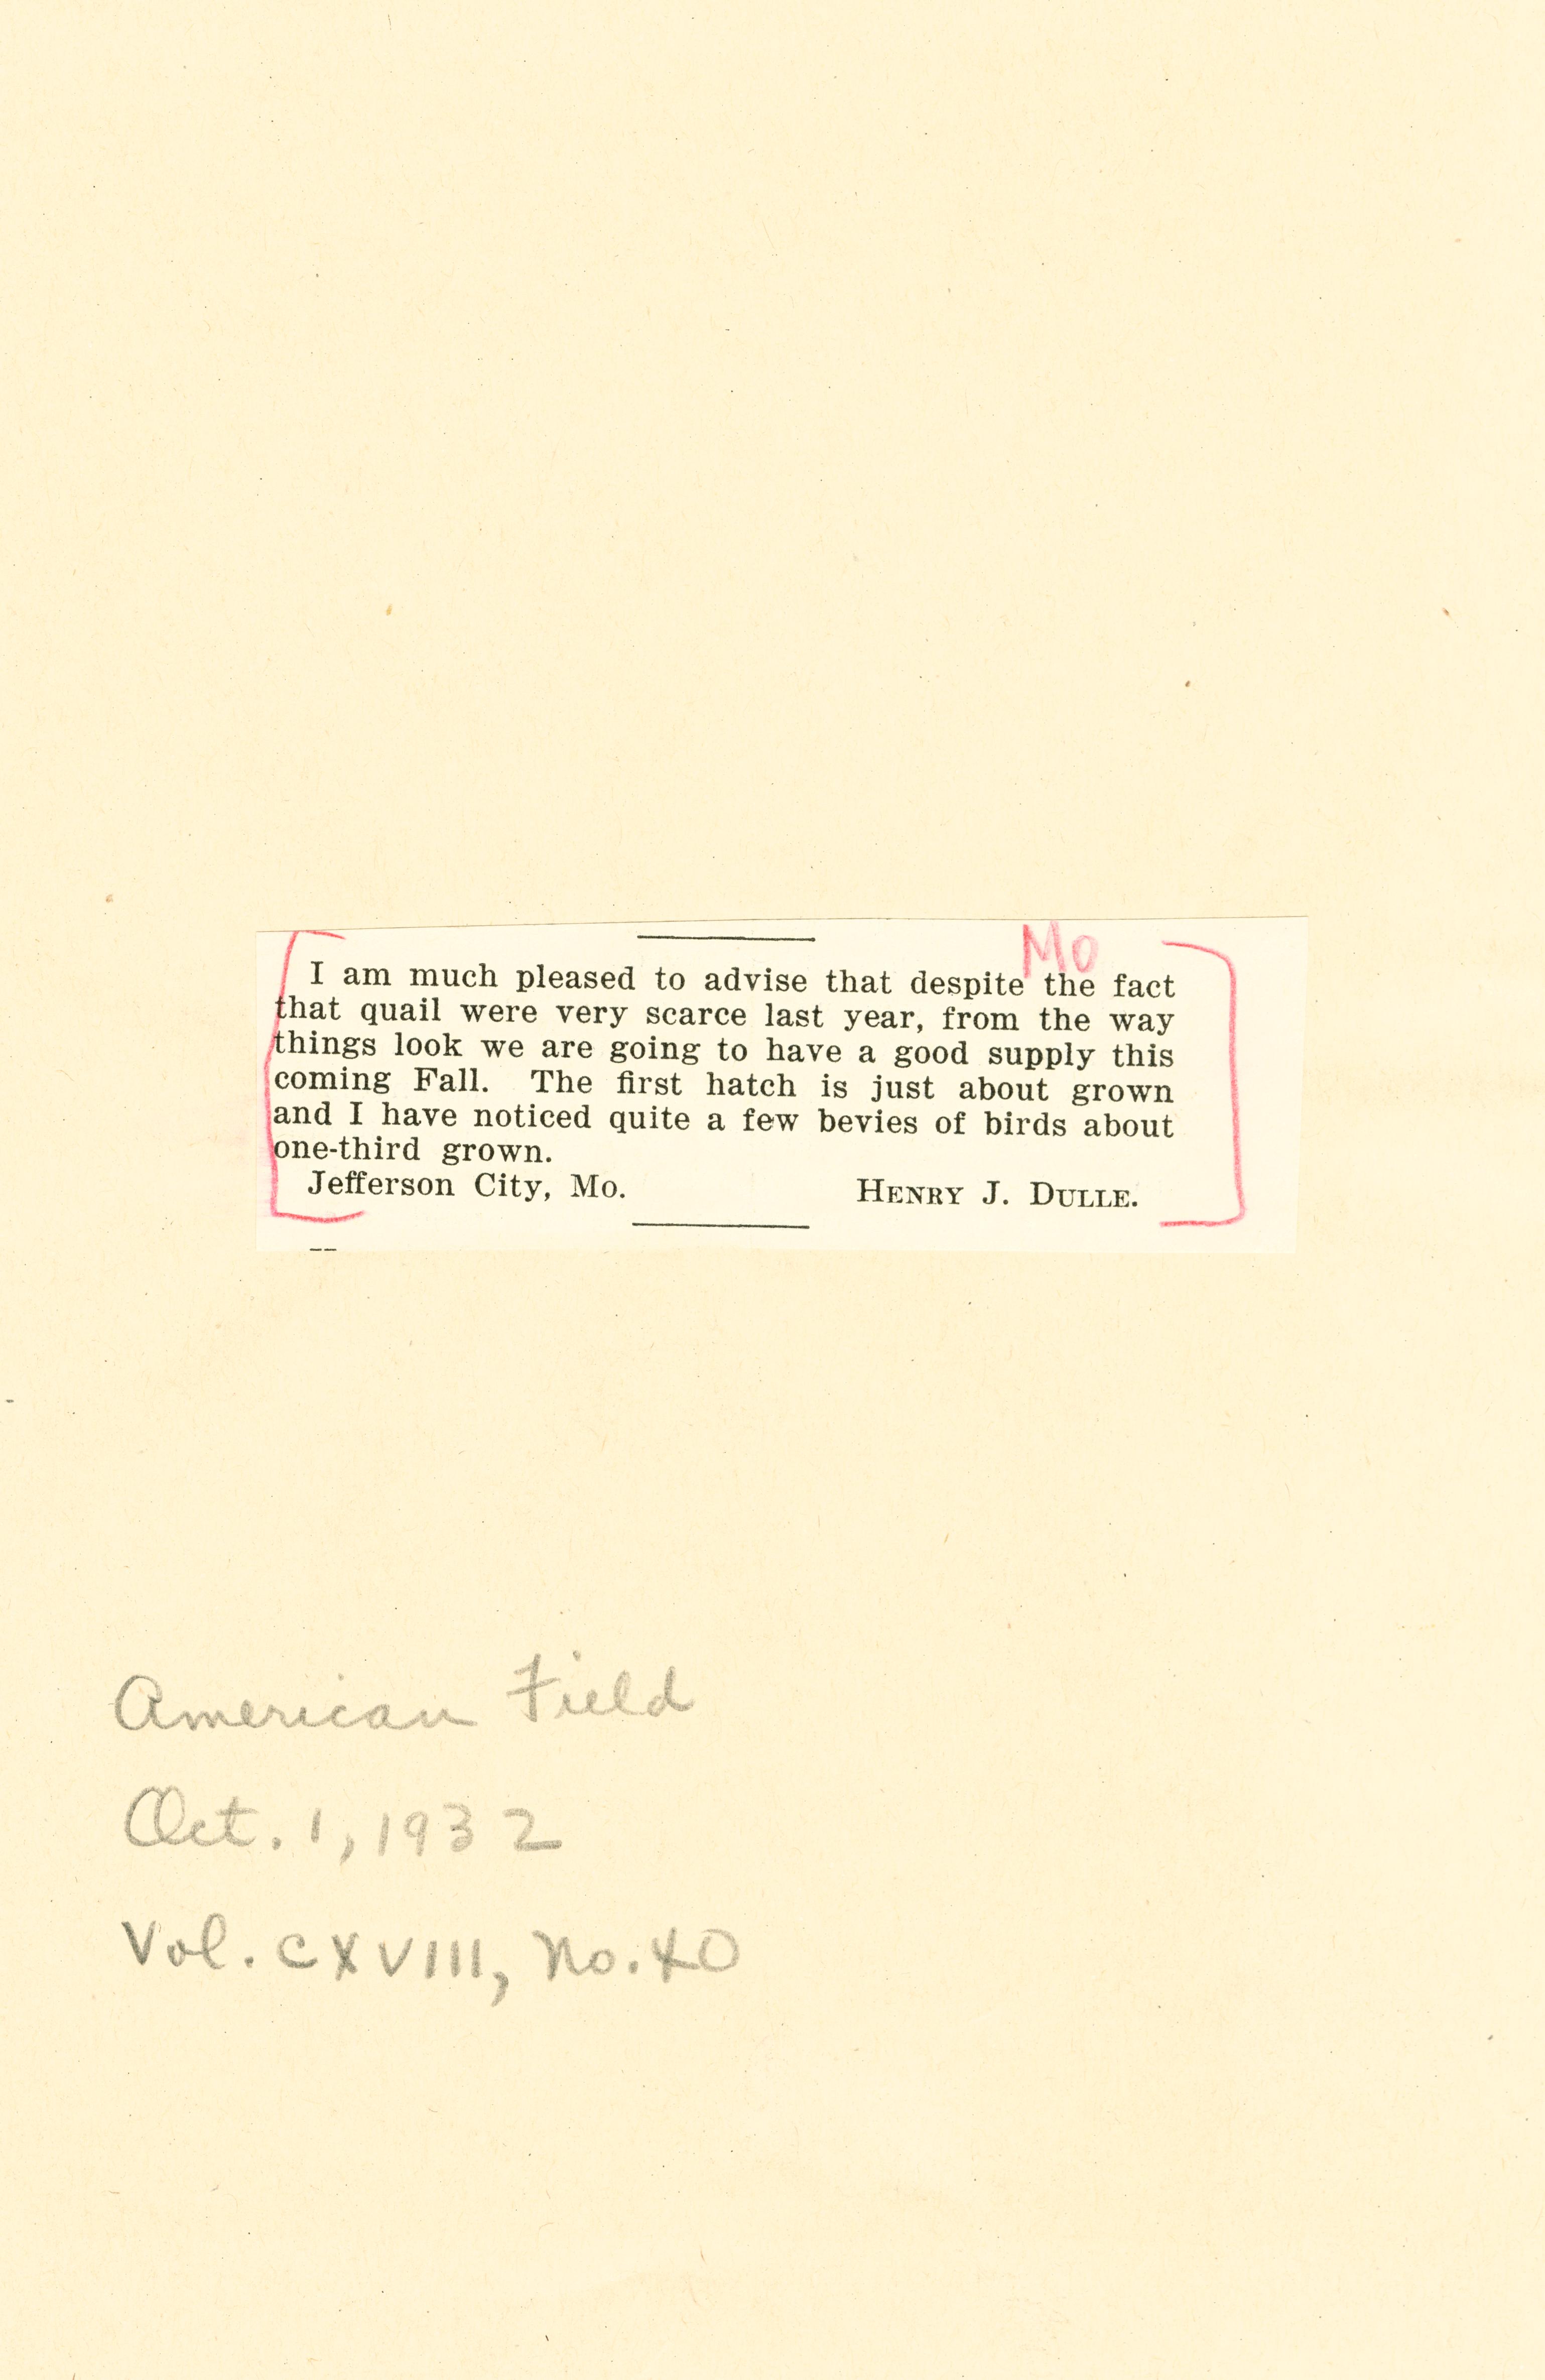 Mo
I am much pleased to advise that despite the fact
that quail were very scarce last year, from the way
things look we are going to have a good supply this
coming Fall. The first hatch is just about grown
and I have noticed quite a few bevies of birds about
one-third grown.
Jefferson City, Mo. HENRY J. DULLE.
American Field
Oct. 1, 1932
Vol. CXVIII, No. 40